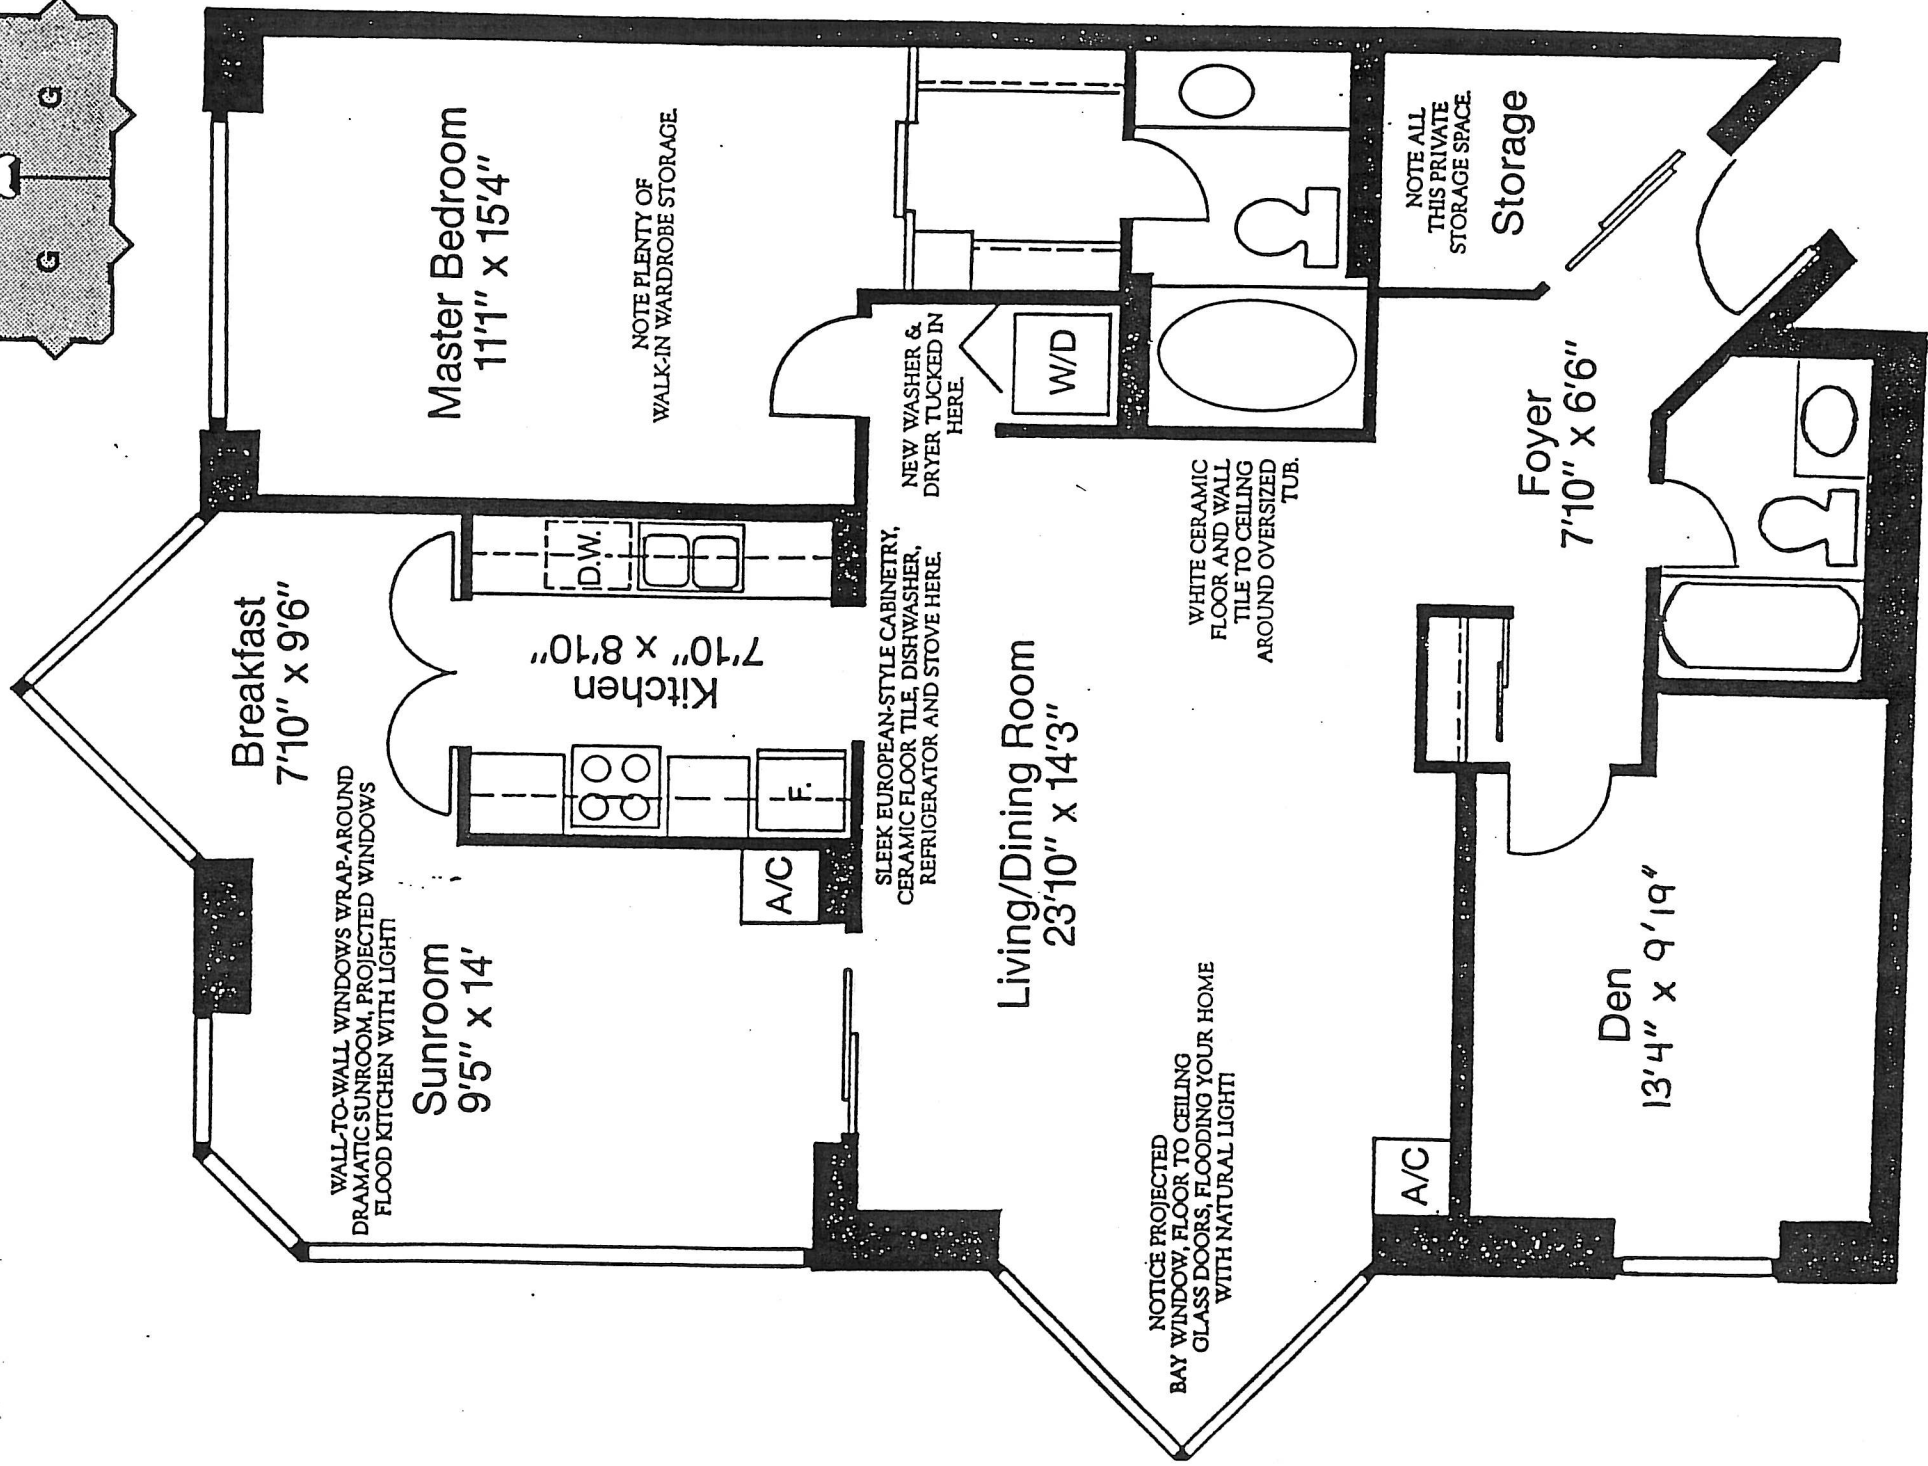 G
G
Breakfast
7'10" x 9'6"
Master Bedroom
11'1" x 15'4"
NOTE PLENTY OF
WALK-IN WARDROBE STORAGE.
WALL-TO-WALL WINDOWS WRAP-AROUND
DRAMATIC SUNROOM, PROJECTED WINDOWS
FLOOD KITCHEN WITH LIGHT!
Sunroom
9'5" x 14'
A/C
Kitchen
7'10" x 8'10"
D.W.
F.
SLEEK EUROPEAN-STYLE CABINETRY,
CERAMIC FLOOR TILE, DISHWASHER,
REFRIGERATOR AND STOVE HERE.
NEW WASHER &
DRYER TUCKED IN
HERE.
W/D
Living/Dining Room
23'10" x 14'3"
NOTICE PROJECTED
BAY WINDOW, FLOOR TO CEILING
GLASS DOORS, FLOODING YOUR HOME
WITH NATURAL LIGHT!
WHITE CERAMIC
FLOOR AND WALL
TILE TO CEILING
AROUND OVERSIZED
TUB.
NOTE ALL
THIS PRIVATE
STORAGE SPACE.
Storage
A/C
Foyer
7'10" x 6'6"
Den
13'4" x 9'19"